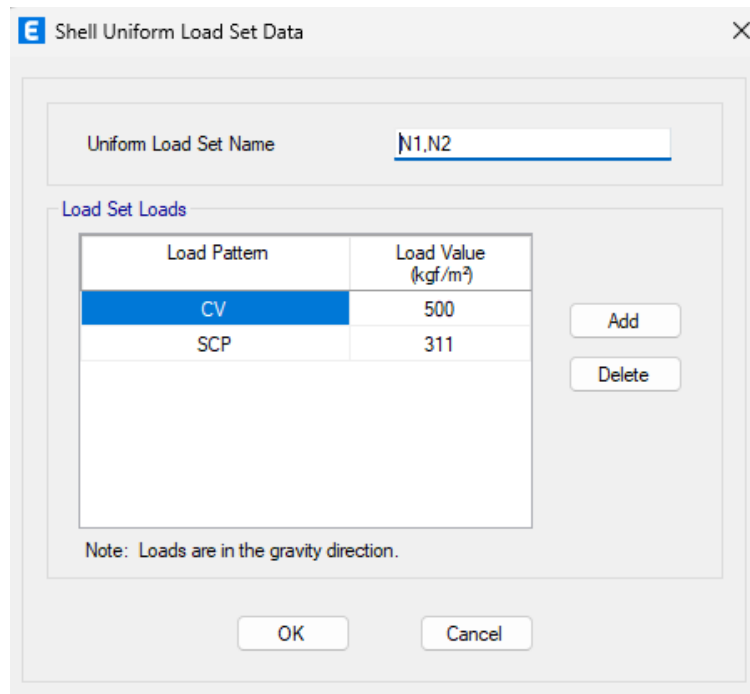 E Shell Uniform Load Set Data
Uniform Load Set Name N1,N2
Load Set Loads
Load Pattern Load Value (kgf/m²)
CV 500
SCP 311
Add
Delete
Note: Loads are in the gravity direction.
OK Cancel